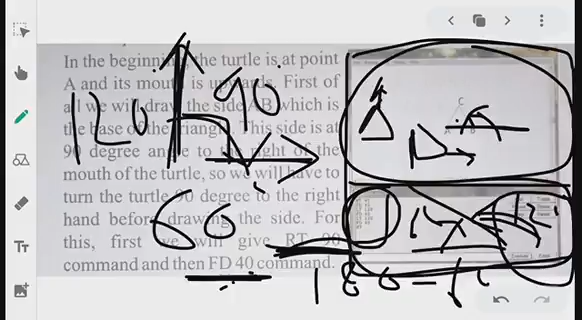 In the beginning the turtle is at point
A and its mouth is upwards. First of
all we will draw the side AB which is
the base of the triangle. This side is at
90 degree angle to the right of the
mouth of the turtle, so we will have to
turn the turtle 90 degree to the right
hand before drawing the side. For
this, first we will give RT 90
command and then FD 40 command.
120
90
60
180-6
C